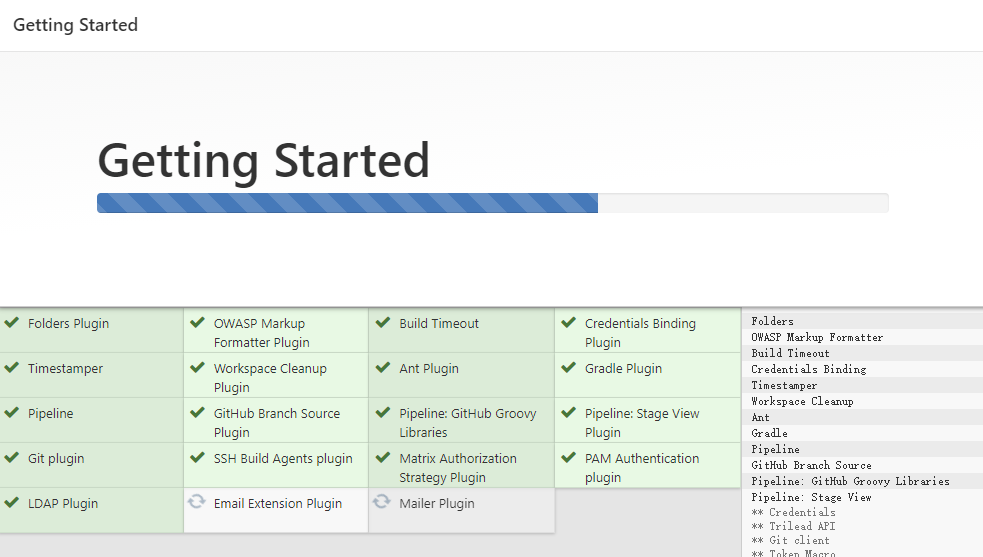 Getting Started
Getting Started
Folders Plugin
OWASP Markup
Formatter Plugin
Build Timeout
Credentials Binding
Plugin
Timestamper
Workspace Cleanup
Plugin
Ant Plugin
Gradle Plugin
Pipeline
GitHub Branch Source
Plugin
Pipeline: GitHub Groovy
Libraries
Pipeline: Stage View
Plugin
Git plugin
SSH Build Agents plugin
Matrix Authorization
Strategy Plugin
PAM Authentication
plugin
LDAP Plugin
Email Extension Plugin
Mailer Plugin
Folders
OWASP Markup Formatter
Build Timeout
Credentials Binding
Timestamper
Workspace Cleanup
Ant
Gradle
Pipeline
GitHub Branch Source
Pipeline: GitHub Groovy Libraries
Pipeline: Stage View
** Credentials
** Trilead API
** Git client
** Token Macro